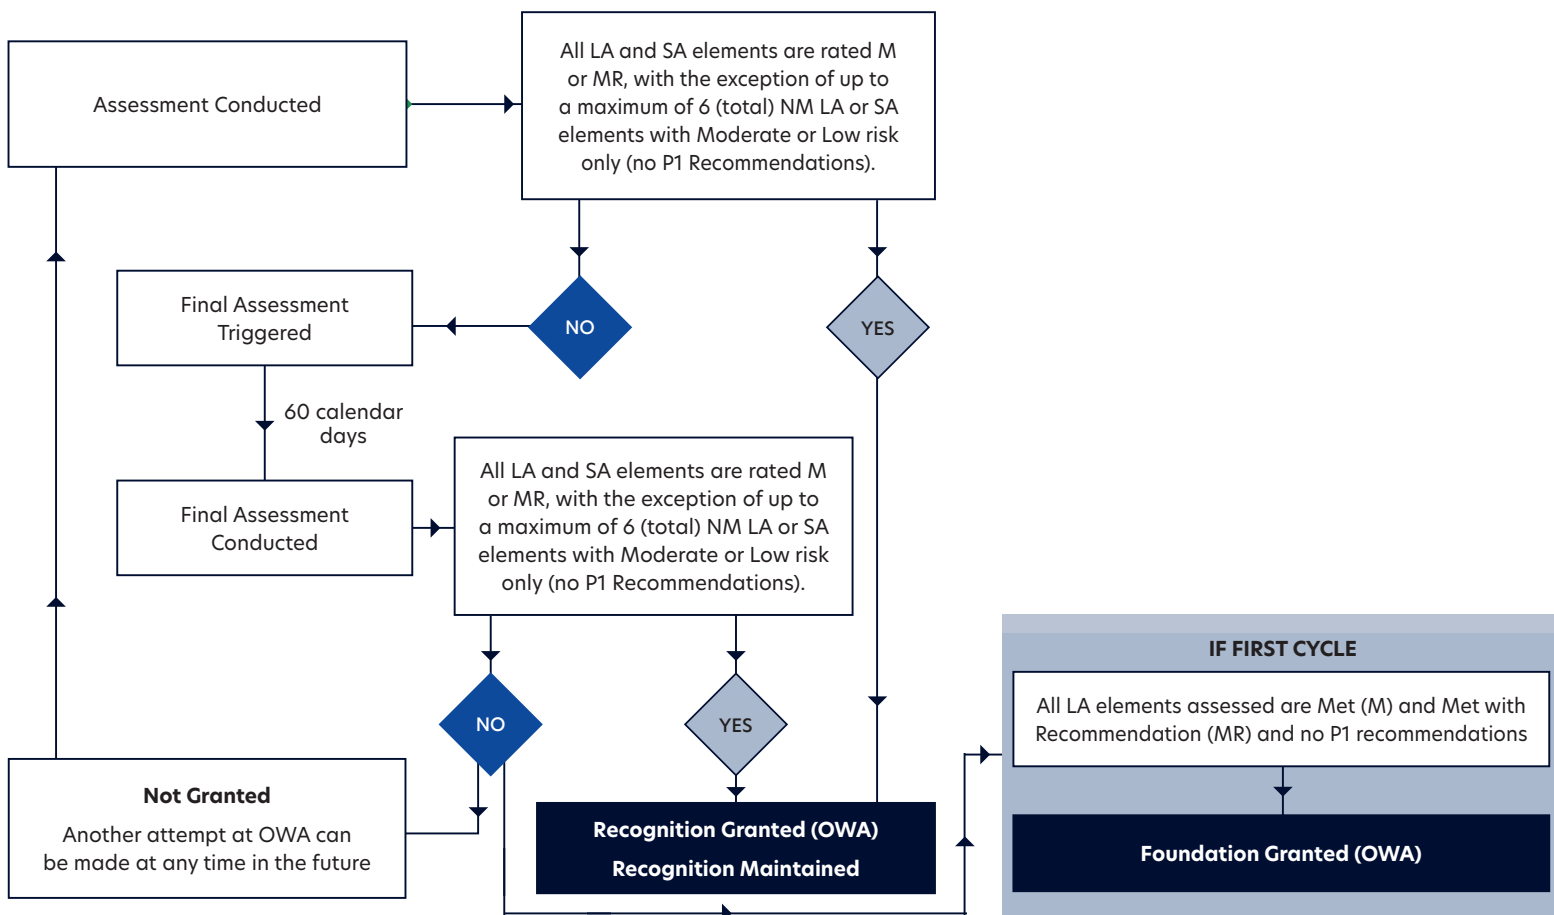 Assessment Conducted
All LA and SA elements are rated M
or MR, with the exception of up to
a maximum of 6 (total) NM LA or SA
elements with Moderate or Low risk
only (no P1 Recommendations).
Final Assessment
Triggered
NO
YES
60 calendar
days
Final Assessment
Conducted
All LA and SA elements are rated M
or MR, with the exception of up to
a maximum of 6 (total) NM LA or SA
elements with Moderate or Low risk
only (no P1 Recommendations).
NO
YES
IF FIRST CYCLE
All LA elements assessed are Met (M) and Met with
Recommendation (MR) and no P1 recommendations
Not Granted
Another attempt at OWA can
be made at any time in the future
Recognition Granted (OWA)
Recognition Maintained
Foundation Granted (OWA)